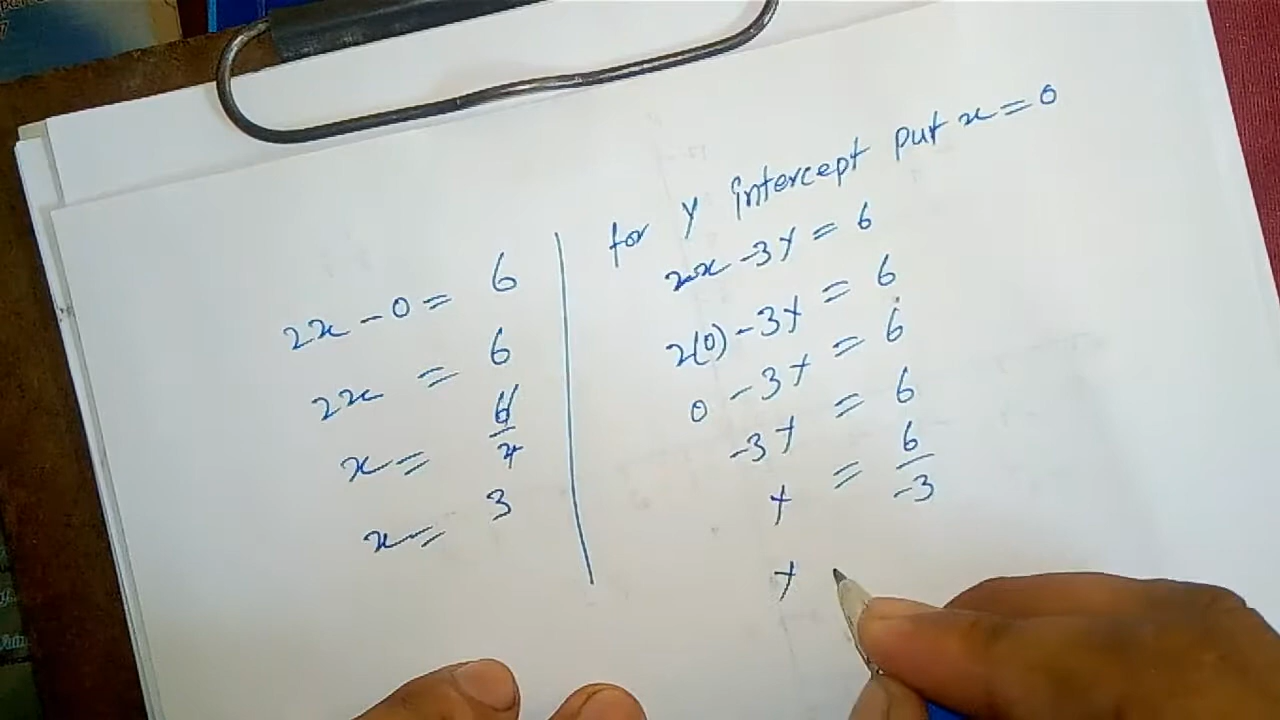 2x - 0 = 6
2x = 6
x = 6/2
x = 3
for y intercept put x = 0
2x - 3y = 6
2(0) - 3y = 6
0 - 3y = 6
-3y = 6
y = 6/-3
y